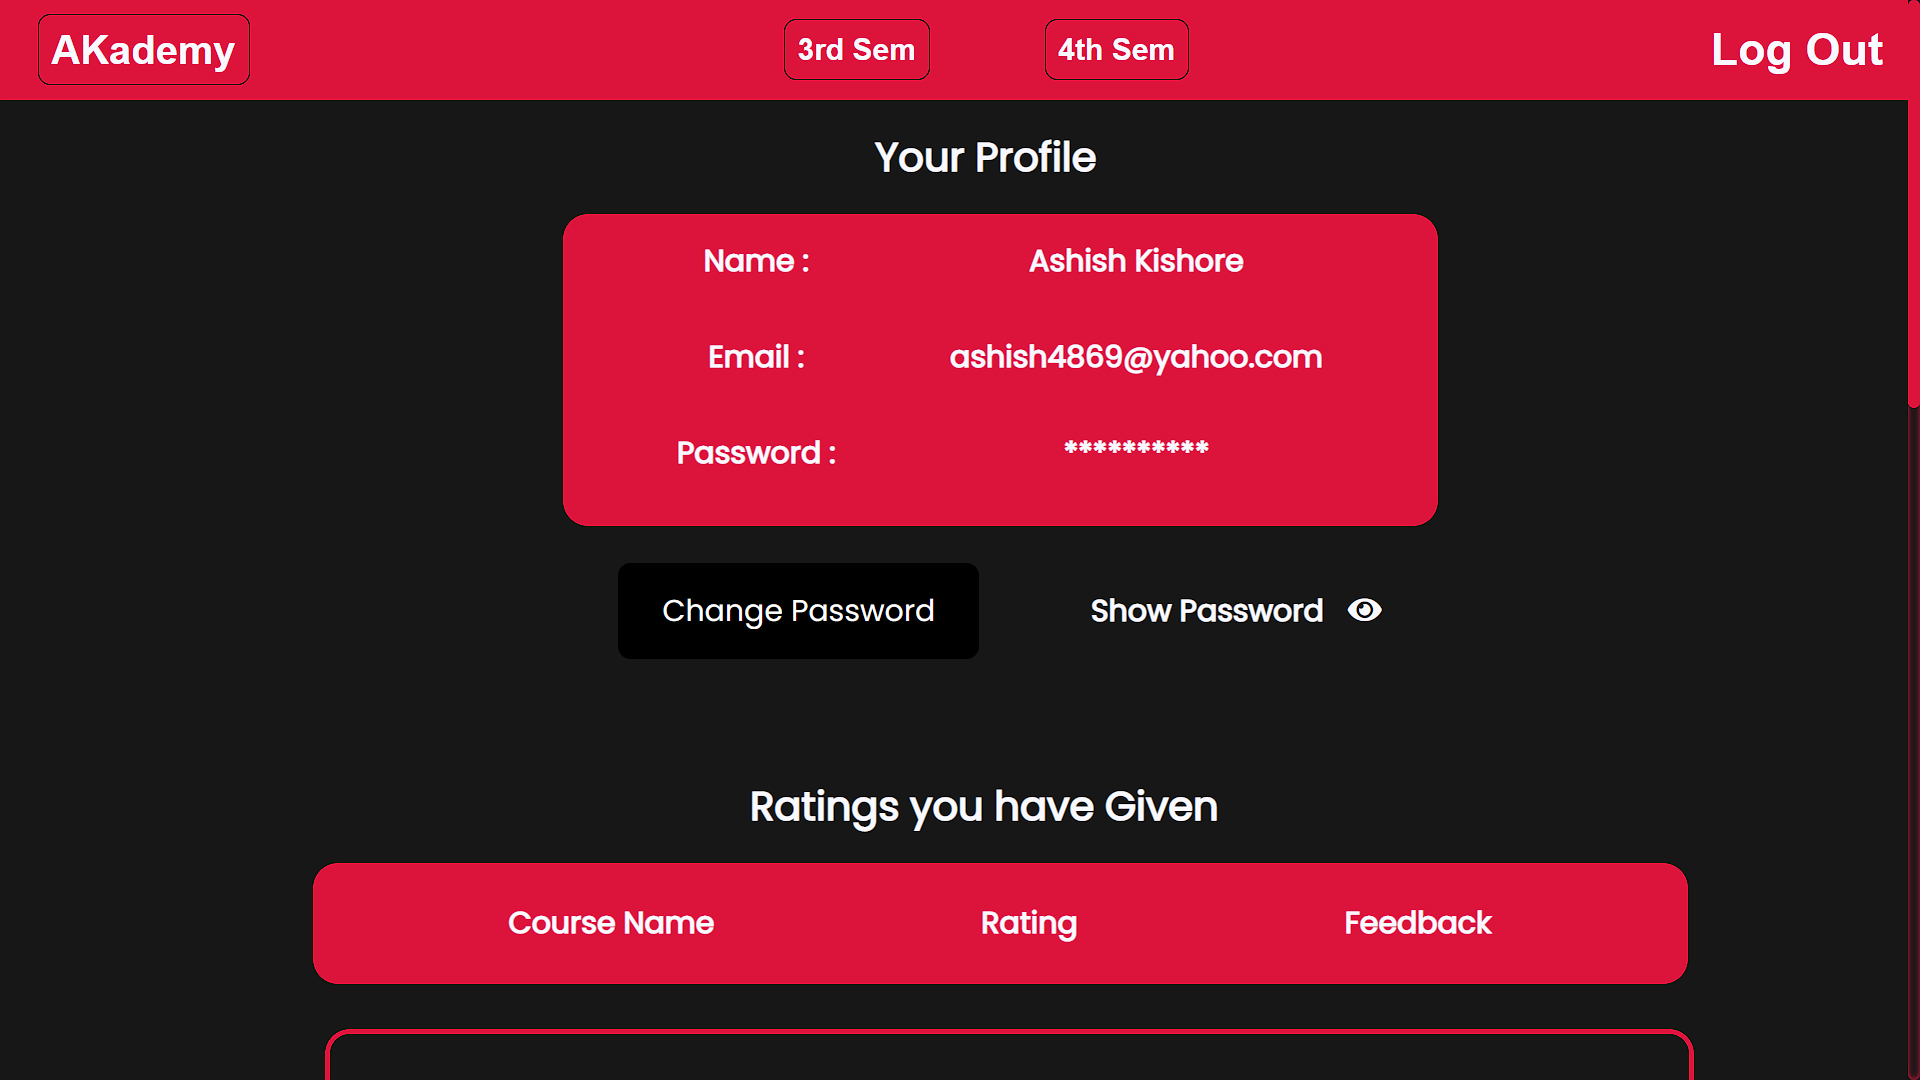 AKademy 3rd Sem 4th Sem Log Out
Your Profile
Name : Ashish Kishore
Email : ashish4869@yahoo.com
Password : **********
Change Password Show Password
Ratings you have Given
Course Name Rating Feedback